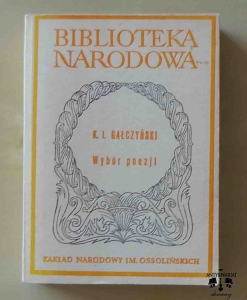 BIBLIOTEKA
NARODOWA
K. I. GAŁCZYŃSKI
Wybór poezji
ZAKŁAD NARODOWY IM. OSSOLIŃSKICH